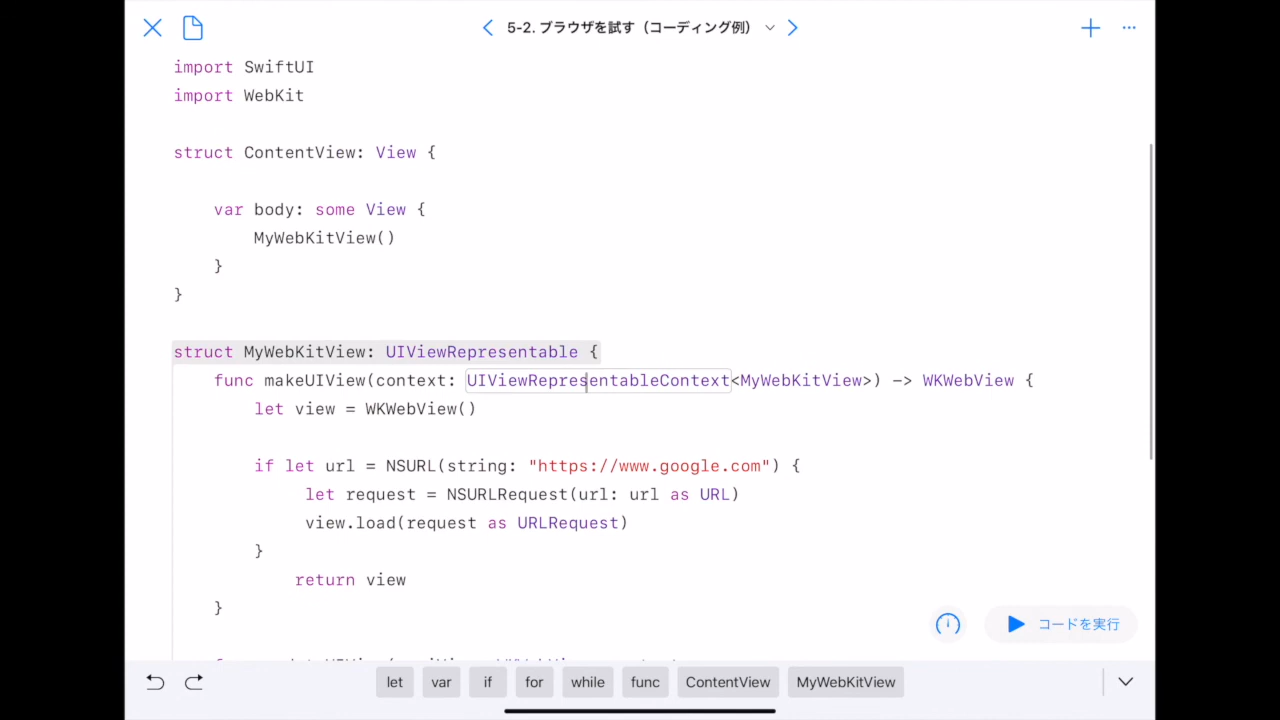 5-2. ブラウザを試す（コーディング例）
import SwiftUI
import WebKit
struct ContentView: View {
var body: some View {
MyWebKitView()
}
}
struct MyWebKitView: UIViewRepresentable {
func makeUIView(context: UIViewRepresentableContext<MyWebKitView>) -> WKWebView {
let view = WKWebView()
if let url = NSURL(string: "https://www.google.com") {
let request = NSURLRequest(url: url as URL)
view.load(request as URLRequest)
}
return view
}
コードを実行
let var if for while func ContentView MyWebKitView